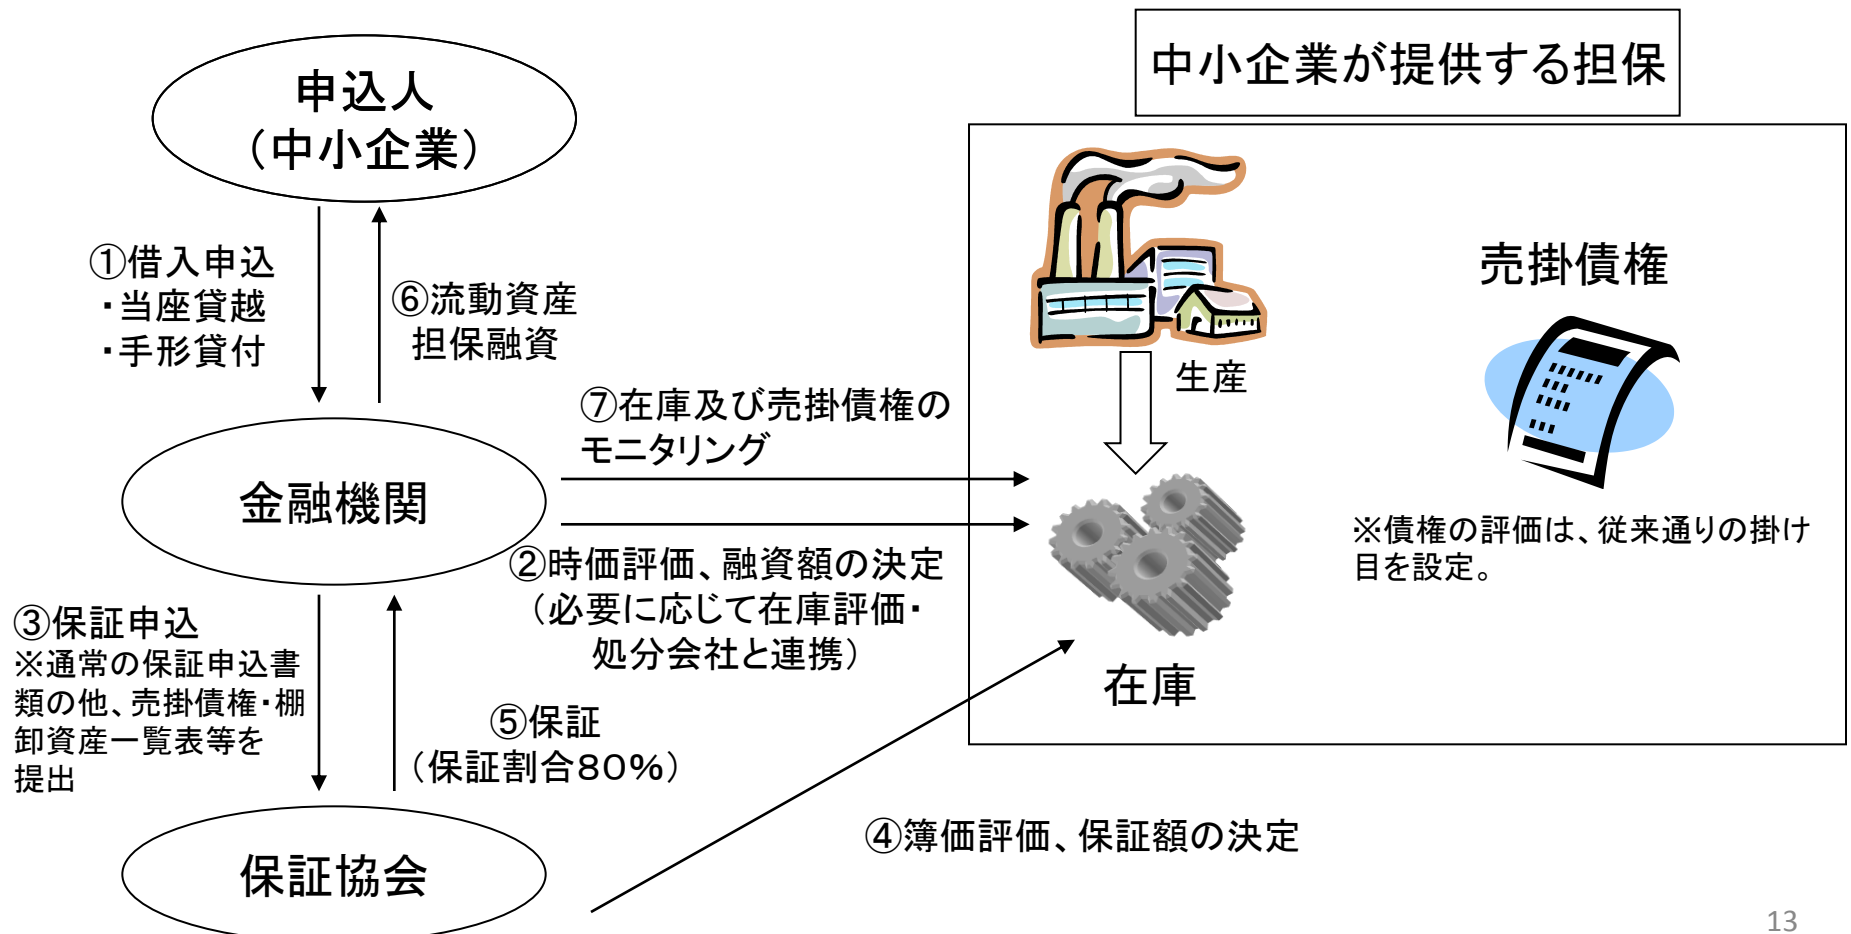 中小企業が提供する担保
申込人
（中小企業）
①借入申込
・当座貸越
・手形貸付
⑥流動資産
担保融資
生産
売掛債権
⑦在庫及び売掛債権の
モニタリング
金融機関
※債権の評価は、従来通りの掛け
目を設定。
②時価評価、融資額の決定
（必要に応じて在庫評価・
処分会社と連携）
在庫
③保証申込
※通常の保証申込書
類の他、売掛債権・棚
卸資産一覧表等を
提出
⑤保証
（保証割合８０％）
④簿価評価、保証額の決定
保証協会
13